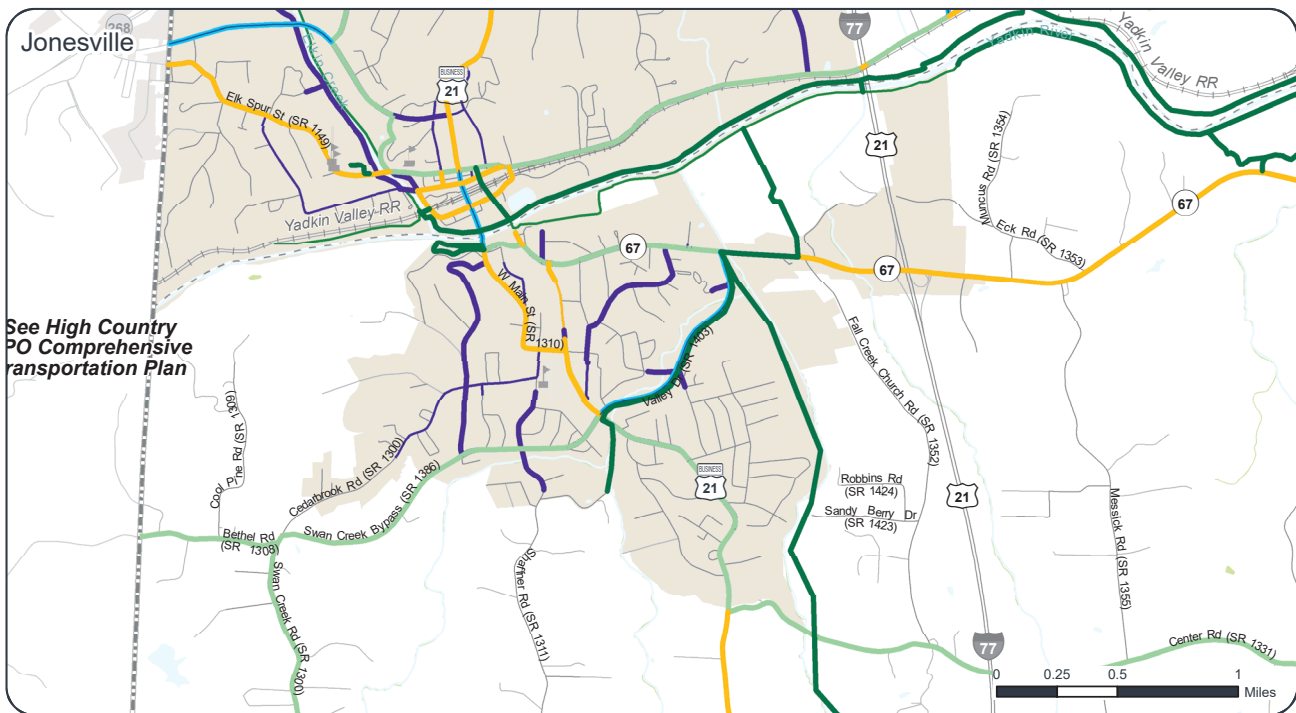 Jonesville
268
Elkin Creek
BUSINESS
21
77
Yadkin River
Yadkin
Valley RR
Elk Spur St (SR 1149)
21
Muncus Rd (SR 1354)
67
Yadkin Valley RR
67
Eck Rd (SR 1353)
67
W Main St (SR
1310)
See High Country
PO Comprehensive
ransportation Plan
Valley Dr (SR 1403)
Fall Creek Church Rd (SR 1352)
Cool Pine Rd (SR 1309)
Cedarbrook Rd (SR 1300)
Swan Creek Bypass (SR 1386)
BUSINESS
21
Robbins Rd
(SR 1424)
21
Sandy Berry Dr
(SR 1423)
Messick Rd (SR 1355)
Bethel Rd
(SR 1308)
Swan Creek Rd (SR 1300)
Shaffner Rd (SR 1311)
77
Center Rd (SR 1331)
0 0.25 0.5 1
Miles